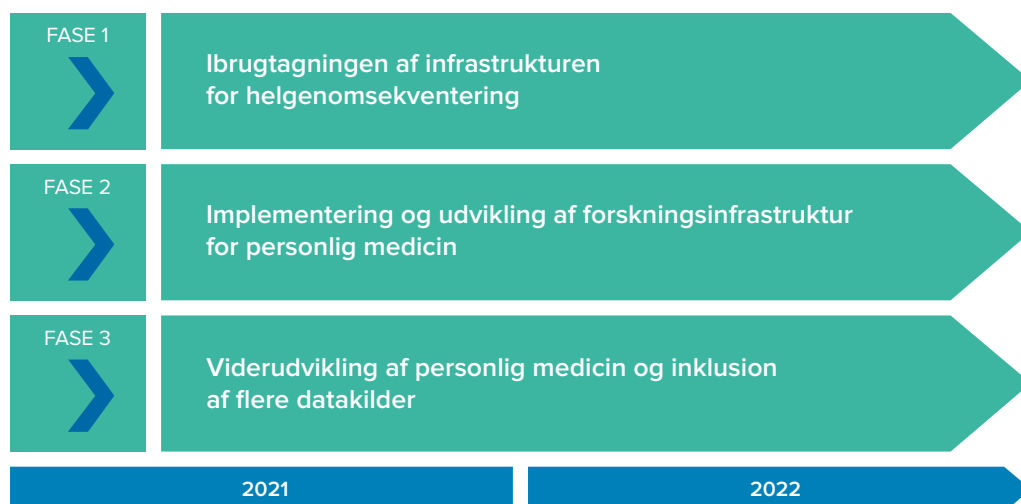 FASE 1
Ibrugtagningen af infrastrukturen
for helgenomsekventering
FASE 2
Implementering og udvikling af forskningsinfrastruktur
for personlig medicin
FASE 3
Viderudvikling af personlig medicin og inklusion
af flere datakilder
2021
2022